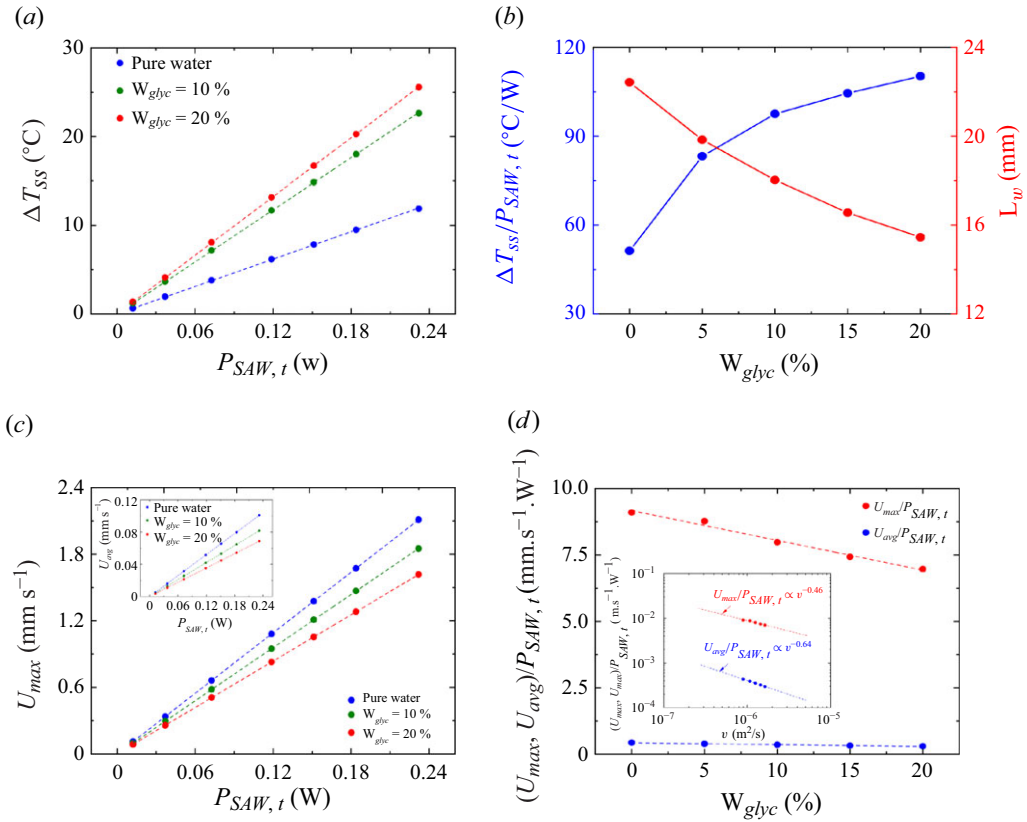 (a)
30
20
10
0
ΔT_SS (°C)
Pure water
W_glyc = 10 %
W_glyc = 20 %
0 0.06 0.12 0.18 0.24
P_SAW, t (w)
(b)
120
90
60
30
ΔT_ss/P_SAW, t (°C/W)
24
20
16
12
L_w (mm)
0 5 10 15 20
W_glyc (%)
(c)
2.4
1.8
1.2
0.6
0
U_max (mm s⁻¹)
0.12
0.08
0.04
0
U_avg (mm s⁻¹)
Pure water
W_glyc = 10 %
W_glyc = 20 %
0 0.06 0.12 0.18 0.24
P_SAW, t (W)
Pure water
W_glyc = 10 %
W_glyc = 20 %
0 0.06 0.12 0.18 0.24
P_SAW, t (W)
(d)
10.0
7.5
5.0
2.5
0
(U_max, U_avg)/P_SAW, t (mm.s⁻¹.W⁻¹)
U_max/P_SAW, t
U_avg/P_SAW, t
10⁻¹
10⁻²
10⁻³
10⁻⁴
(U_max, U_max)/P_SAW, t ( m.s⁻¹.W⁻¹)
U_max/P_SAW, t ∝ v⁻⁰·⁴⁶
U_avg/P_SAW, t ∝ v⁻⁰·⁶⁴
10⁻⁷ 10⁻⁶ 10⁻⁵
v (m²/s)
0 5 10 15 20
W_glyc (%)